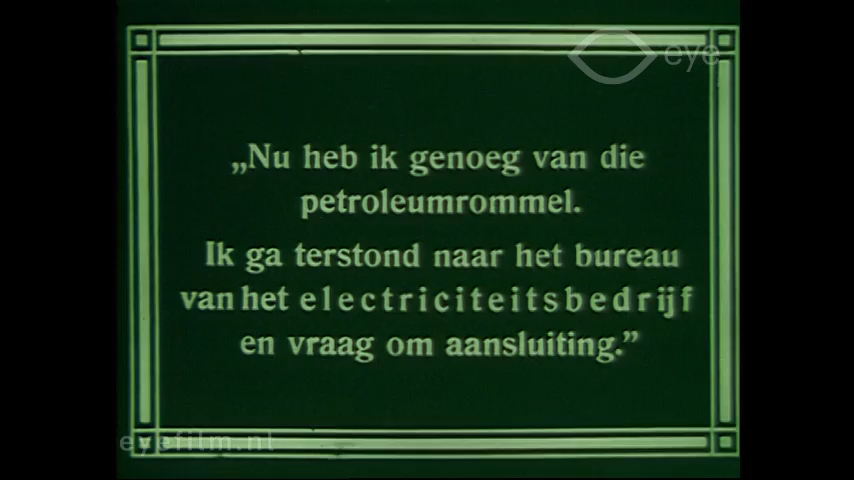 eye
„Nu heb ik genoeg van die
petroleumrommel.
Ik ga terstond naar het bureau
van het electriciteitsbedrijf
en vraag om aansluiting.”
eyefilm.nl